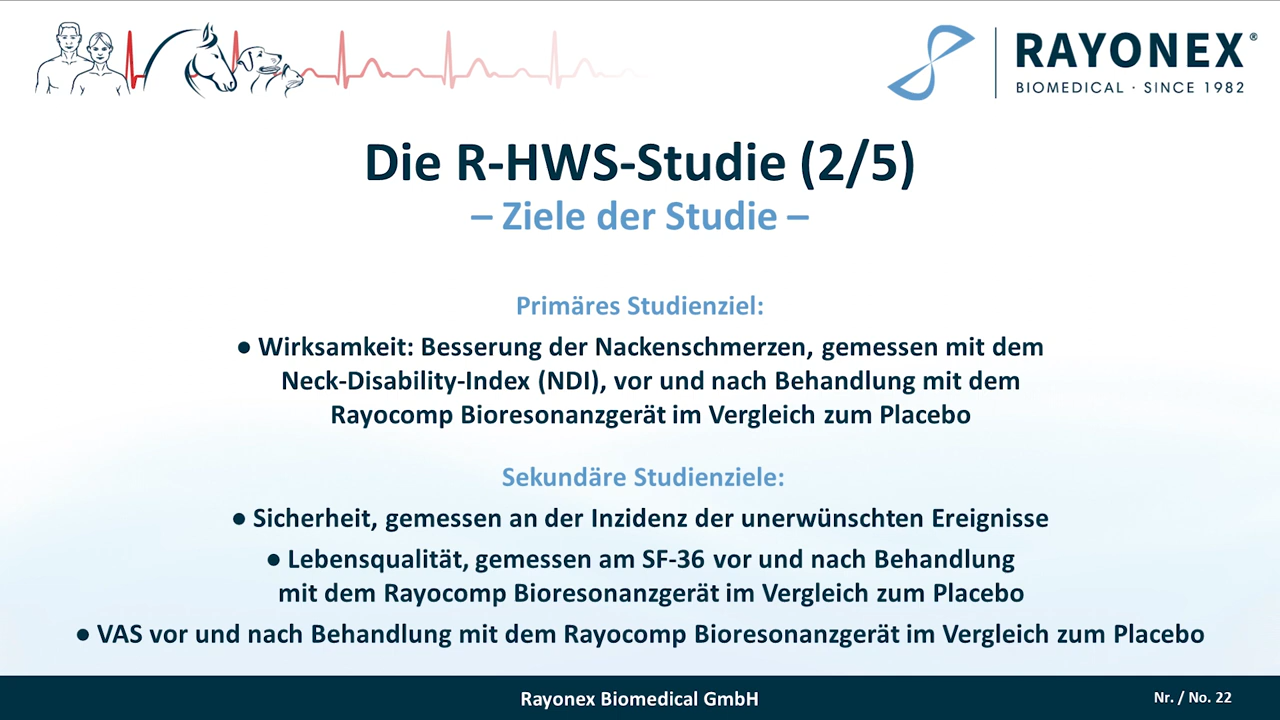 RAYONEX®
BIOMEDICAL · SINCE 1982
Die R-HWS-Studie (2/5)
– Ziele der Studie –
Primäres Studienziel:
● Wirksamkeit: Besserung der Nackenschmerzen, gemessen mit dem
Neck-Disability-Index (NDI), vor und nach Behandlung mit dem
Rayocomp Bioresonanzgerät im Vergleich zum Placebo
Sekundäre Studienziele:
● Sicherheit, gemessen an der Inzidenz der unerwünschten Ereignisse
● Lebensqualität, gemessen am SF-36 vor und nach Behandlung
mit dem Rayocomp Bioresonanzgerät im Vergleich zum Placebo
● VAS vor und nach Behandlung mit dem Rayocomp Bioresonanzgerät im Vergleich zum Placebo
Rayonex Biomedical GmbH
Nr. / No. 22